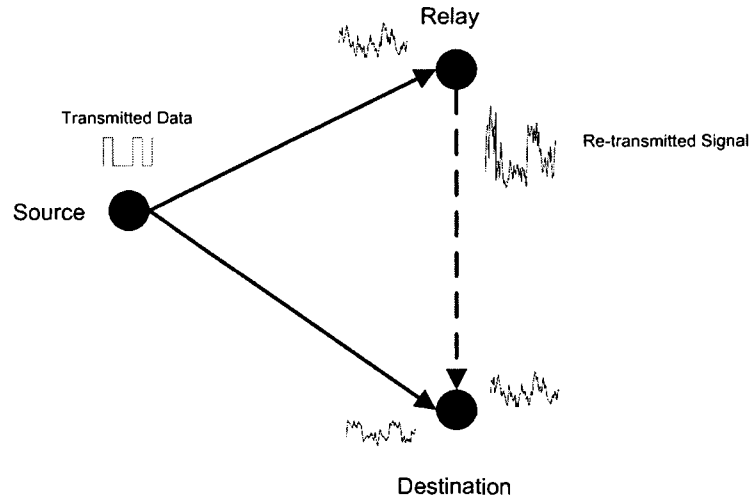 Relay
Transmitted Data
Re-transmitted Signal
Source
Destination